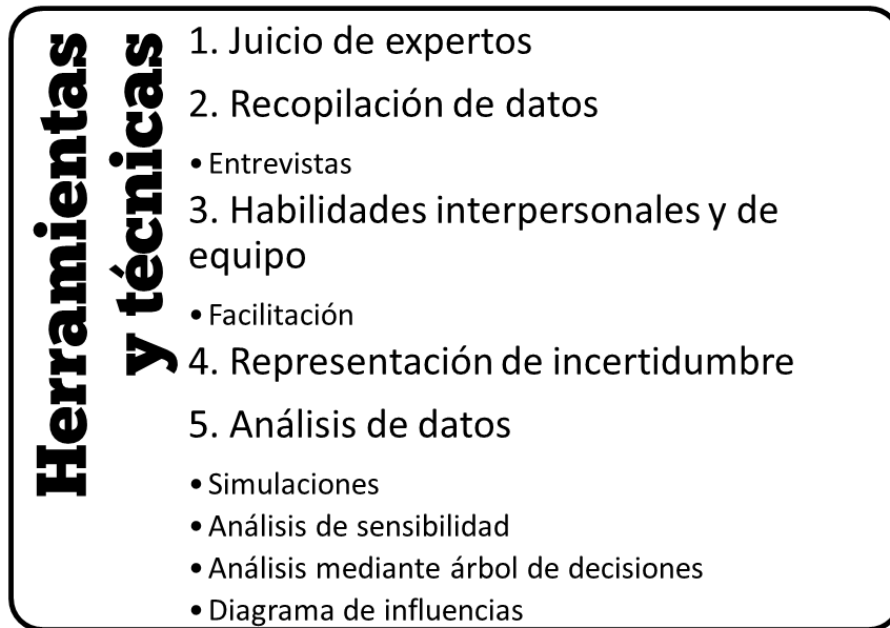 Herramientas
y técnicas
1. Juicio de expertos
2. Recopilación de datos
• Entrevistas
3. Habilidades interpersonales y de
equipo
• Facilitación
4. Representación de incertidumbre
5. Análisis de datos
• Simulaciones
• Análisis de sensibilidad
• Análisis mediante árbol de decisiones
• Diagrama de influencias